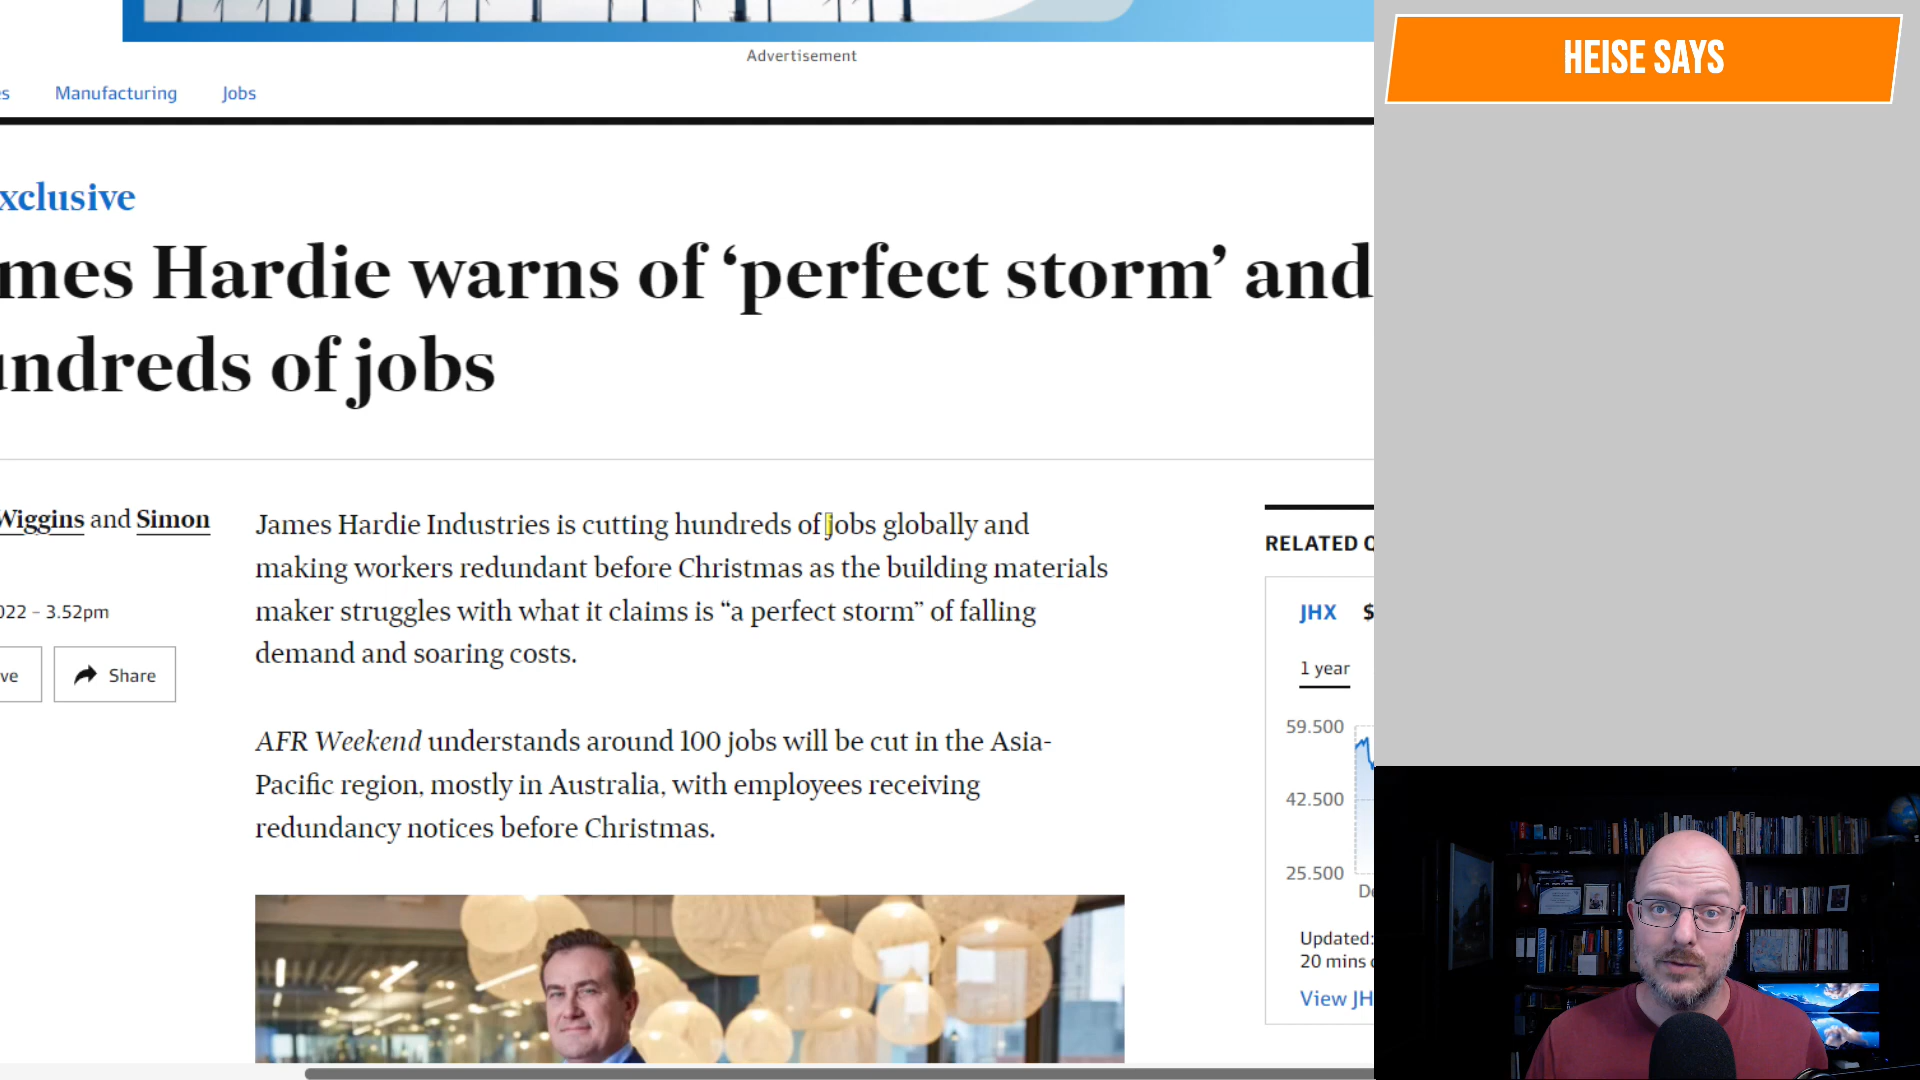 Advertisement
Manufacturing Jobs
HEISE SAYS
xclusive
mes Hardie warns of ‘perfect storm’ and
undreds of jobs
Wiggins and Simon
022 – 3.52pm
ve Share
James Hardie Industries is cutting hundreds of jobs globally and
making workers redundant before Christmas as the building materials
maker struggles with what it claims is “a perfect storm” of falling
demand and soaring costs.
AFR Weekend understands around 100 jobs will be cut in the Asia-
Pacific region, mostly in Australia, with employees receiving
redundancy notices before Christmas.
RELATED
JHX $
1 year
59.500
42.500
25.500
Updated:
20 mins
View JH